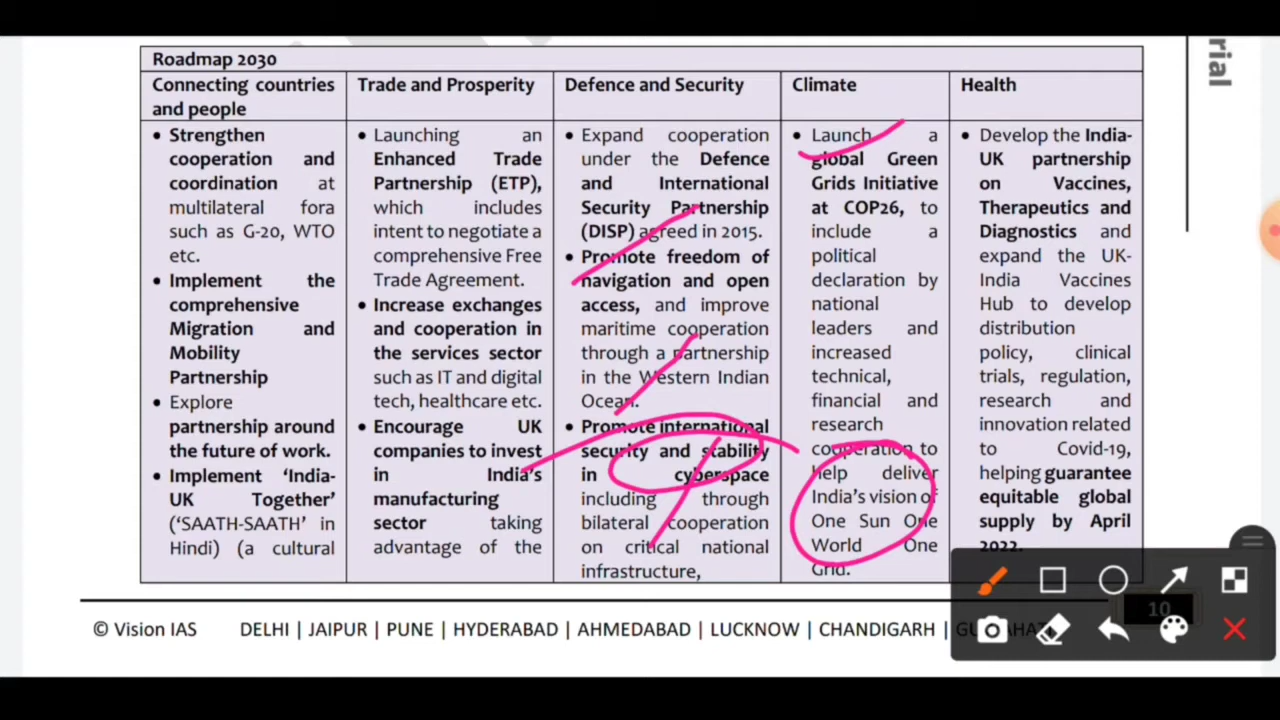 rial
Roadmap 2030
Connecting countries
and people
Strengthen
cooperation and
coordination at
multilateral fora
such as G-20, WTO
etc.
Implement the
comprehensive
Migration and
Mobility
Partnership
Explore
partnership around
the future of work.
Implement ‘India-
UK Together’
(‘SAATH-SAATH’ in
Hindi) (a cultural
Trade and Prosperity
Launching an
Enhanced Trade
Partnership (ETP),
which includes
intent to negotiate a
comprehensive Free
Trade Agreement.
Increase exchanges
and cooperation in
the services sector
such as IT and digital
tech, healthcare etc.
Encourage UK
companies to invest
in India’s
manufacturing
sector taking
advantage of the
Defence and Security
Expand cooperation
under the Defence
and International
Security Partnership
(DISP) agreed in 2015.
Promote freedom of
navigation and open
access, and improve
maritime cooperation
through a partnership
in the Western Indian
Ocean.
Promote international
security and stability
in cyberspace
including through
bilateral cooperation
on critical national
infrastructure,
Climate
Launch a
global Green
Grids Initiative
at COP26, to
include a
political
declaration by
national
leaders and
increased
technical,
financial and
research
cooperation to
help deliver
India’s vision of
One Sun One
World One
Grid.
Health
Develop the India-
UK partnership
on Vaccines,
Therapeutics and
Diagnostics and
expand the UK-
India Vaccines
Hub to develop
distribution
policy, clinical
trials, regulation,
research and
innovation related
to Covid-19,
helping guarantee
equitable global
supply by April
2022.
10
© Vision IAS DELHI | JAIPUR | PUNE | HYDERABAD | AHMEDABAD | LUCKNOW | CHANDIGARH |